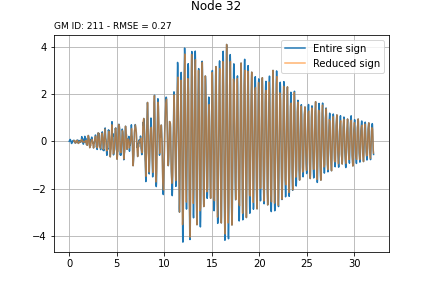 Node 32
GM ID: 211 - RMSE = 0.27
Entire sign
Reduced sign
4
2
0
−2
−4
0 5 10 15 20 25 30